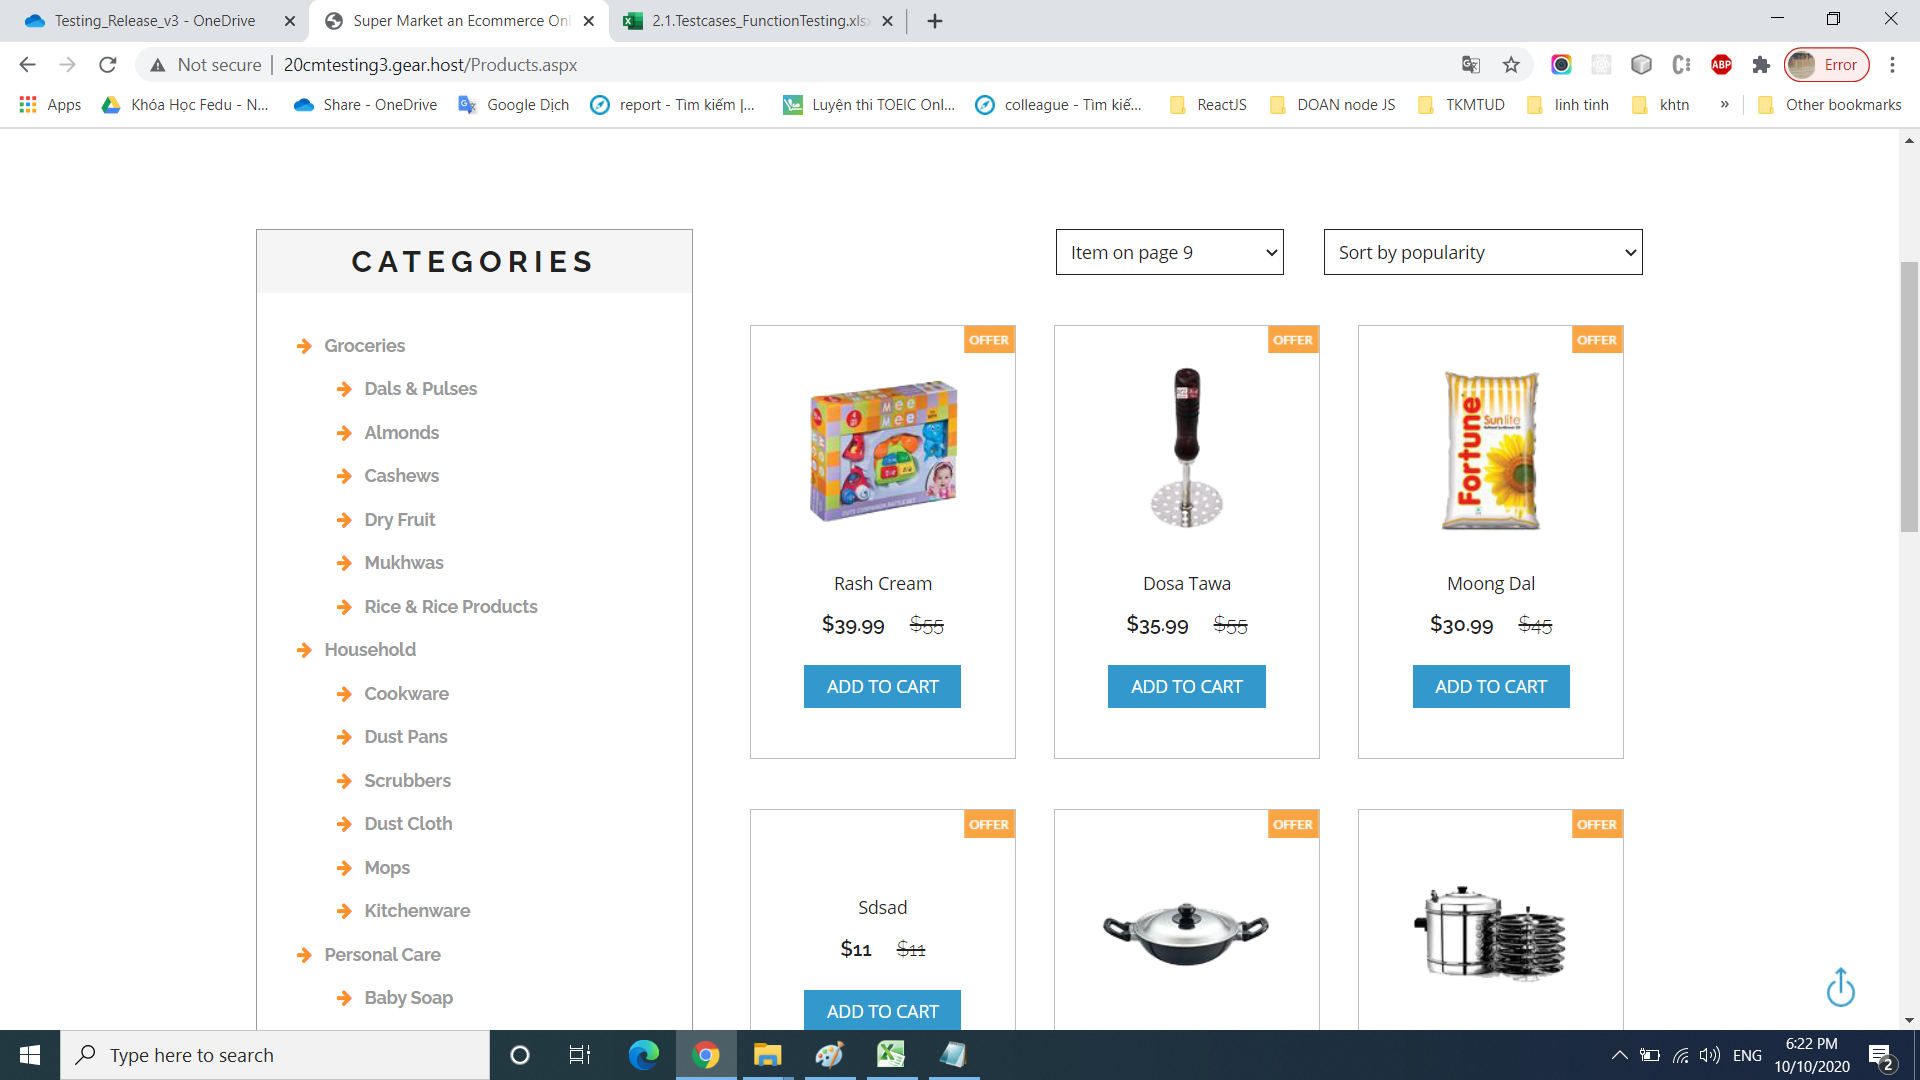 Testing_Release_v3 - OneDrive
Super Market an Ecommerce Onl
2.1.Testcases_FunctionTesting.xlsx
Not secure
20cmtesting3.gear.host/Products.aspx
ABP
Error
Apps
Khóa Học Fedu - N...
Share - OneDrive
Google Dịch
report - Tìm kiếm |...
Luyện thi TOEIC Onl...
colleague - Tìm kiế...
ReactJS
DOAN node JS
TKMTUD
linh tinh
khtn
»
Other bookmarks
CATEGORIES
Groceries
Dals & Pulses
Almonds
Cashews
Dry Fruit
Mukhwas
Rice & Rice Products
Household
Cookware
Dust Pans
Scrubbers
Dust Cloth
Mops
Kitchenware
Personal Care
Baby Soap
Item on page 9
Sort by popularity
OFFER
OFFER
OFFER
Mee
Mee
Fortune
Sunlite
Rash Cream
Dosa Tawa
Moong Dal
$39.99 $55
$35.99 $55
$30.99 $45
ADD TO CART
ADD TO CART
ADD TO CART
OFFER
OFFER
OFFER
Sdsad
$11 $11
ADD TO CART
Type here to search
ENG
6:22 PM
10/10/2020
2